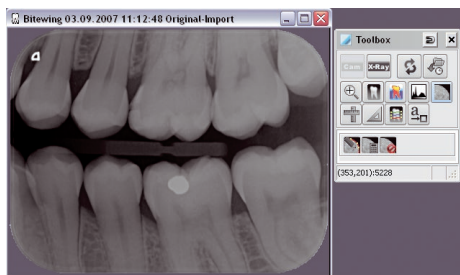 Bitewing 03.09.2007 11:12:48 Original-Import
Toolbox
Cam
X-Ray
a
(353,201):5228